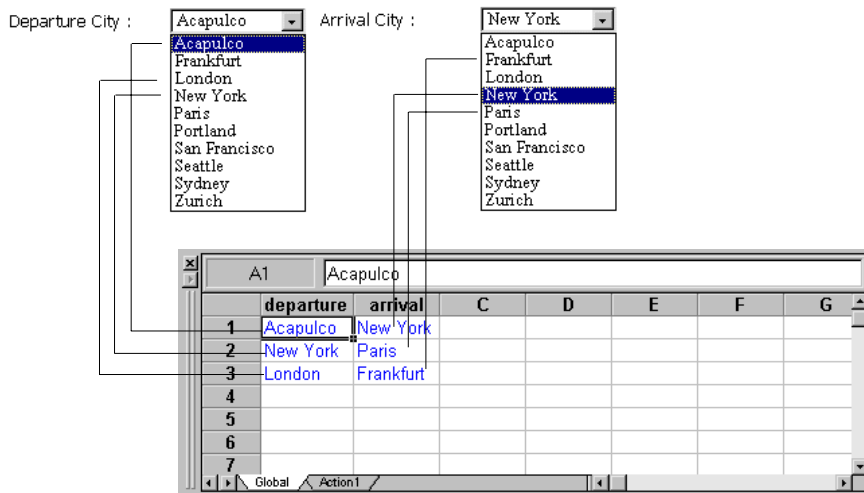 Departure City : Acapulco Arrival City : New York
Acapulco
Frankfurt
London
New York
Paris
Portland
San Francisco
Seattle
Sydney
Zurich
Acapulco
Frankfurt
London
New York
Paris
Portland
San Francisco
Seattle
Sydney
Zurich
A1 Acapulco
departure arrival C D E F G
1 Acapulco New York
2 New York Paris
3 London Frankfurt
4
5
6
7
Global Action1